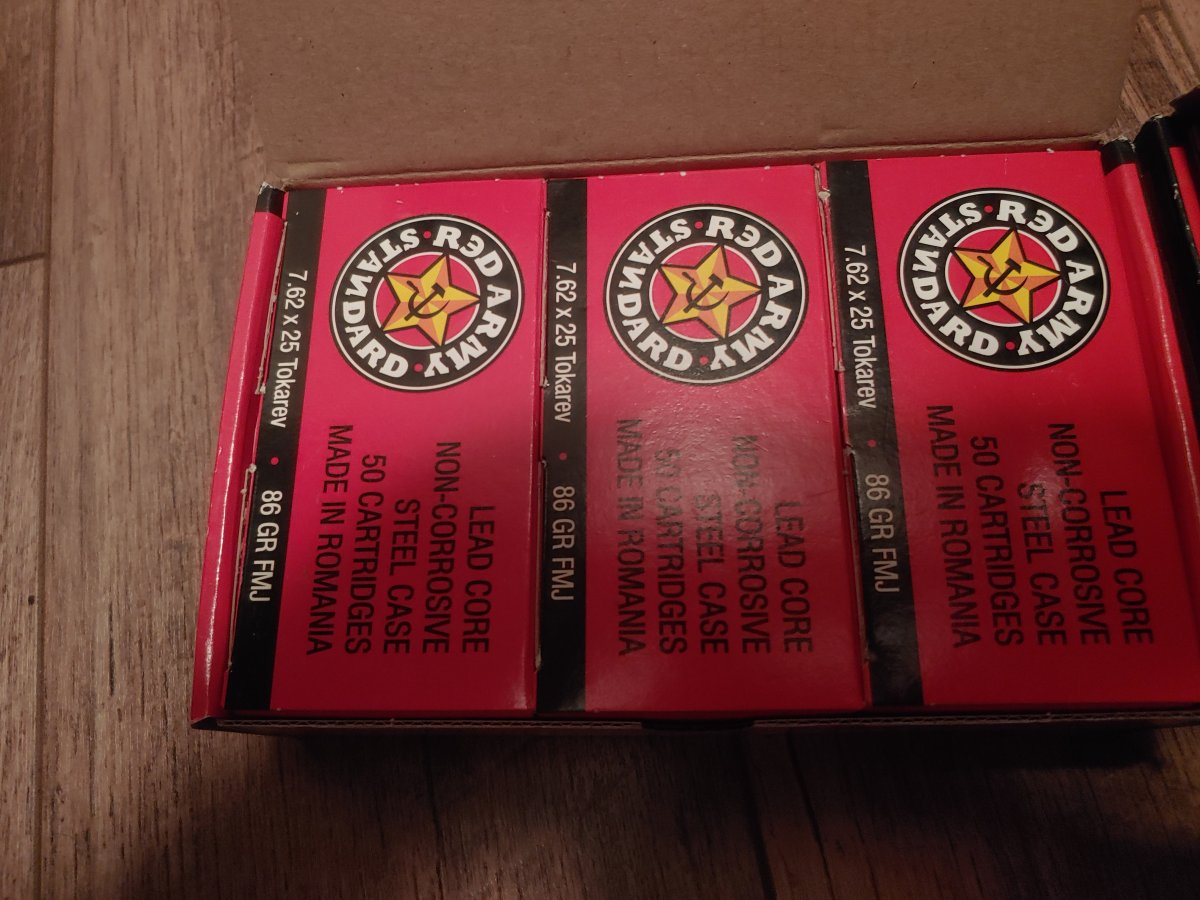 RED ARMY • STANDARD •
LEAD CORE
NON-CORROSIVE
STEEL CASE
50 CARTRIDGES
MADE IN ROMANIA
7.62 x 25 Tokarev • 86 GR FMJ
RED ARMY • STANDARD •
LEAD CORE
NON-CORROSIVE
STEEL CASE
50 CARTRIDGES
MADE IN ROMANIA
7.62 x 25 Tokarev • 86 GR FMJ
RED ARMY • STANDARD •
LEAD CORE
NON-CORROSIVE
STEEL CASE
50 CARTRIDGES
MADE IN ROMANIA
7.62 x 25 Tokarev • 86 GR FMJ